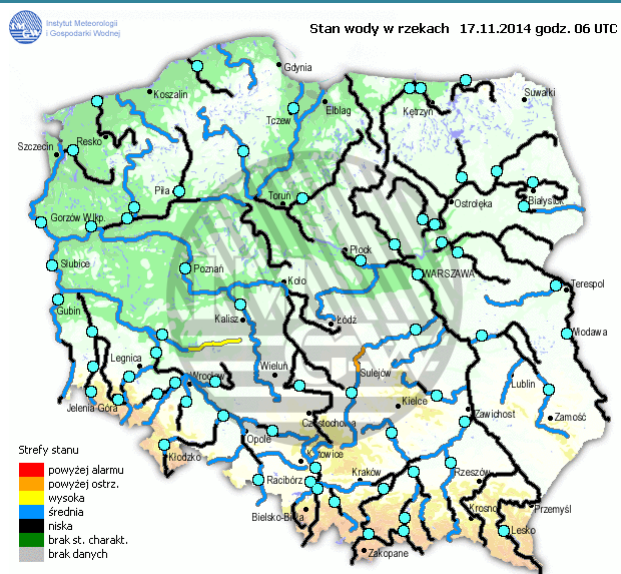 Instytut Meteorologii
i Gospodarki Wodnej
Stan wody w rzekach 17.11.2014 godz. 06 UTC
IMGW
Gdynia
Koszalin
Suwałki
Tczew
Elbląg
Kętrzyn
Szczecin
Resko
Piła
Toruń
Ostrołęka
Białystok
Gorzów Wlkp.
Płock
Słubice
Poznań
Koło
WARSZAWA
Terespol
Gubin
Kalisz
Łódź
Włodawa
Legnica
Wieluń
Sulejów
Wrocław
Lublin
Jelenia Góra
Kielce
Zawichost
Zamość
Częstochowa
Opole
Kłodzko
Katowice
Strefy stanu
Racibórz
Kraków
Rzeszów
powyżej alarmu
powyżej ostrz.
wysoka
średnia
niska
brak st. charakt.
brak danych
Bielsko-Biała
Krosno
Przemyśl
Lesko
Zakopane